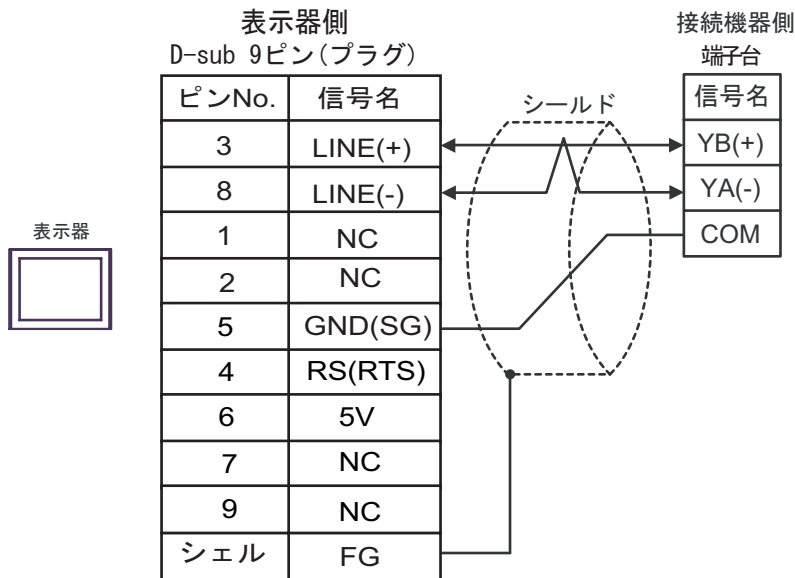 表示器側
D-sub 9ピン(プラグ)
接続機器側
端子台
ピンNo. 信号名
シールド
信号名
3 LINE(+)
YB(+)
8 LINE(-)
YA(-)
表示器
1 NC
COM
2 NC
5 GND(SG)
4 RS(RTS)
6 5V
7 NC
9 NC
シェル FG